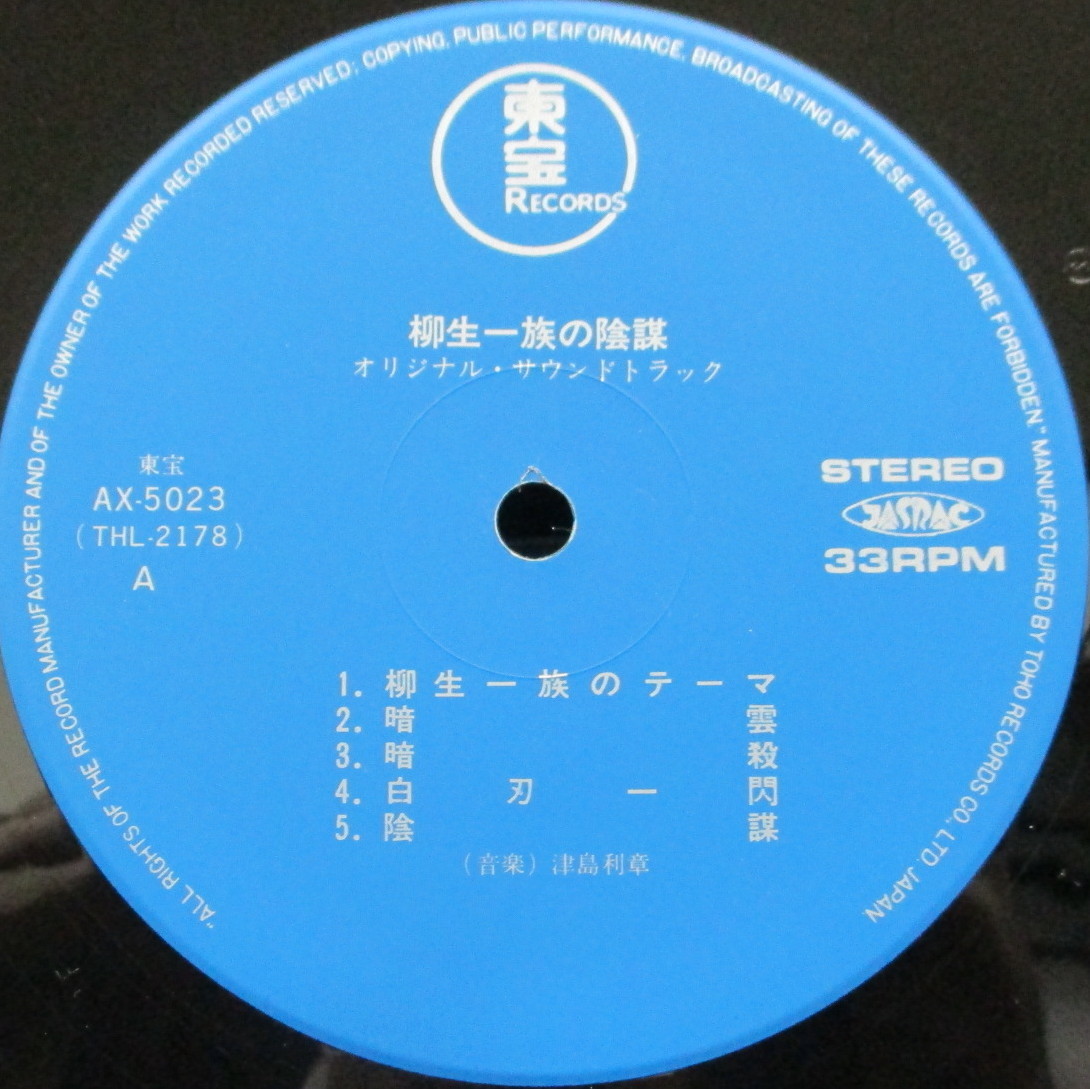 "ALL RIGHTS OF THE RECORD MANUFACTURER AND OF THE OWNER OF THE WORK RECORDED RESERVED; COPYING, PUBLIC PERFORMANCE, BROADCASTING OF THESE RECORDS ARE FORBIDDEN" MANUFACTURED BY TOHO RECORDS CO., LTD. JAPAN.
東宝
RECORDS
柳生一族の陰謀
オリジナル・サウンドトラック
東宝
AX-5023
(THL-2178)
A
STEREO
JASRAC
33RPM
1. 柳生一族のテーマ
2. 暗雲
3. 暗殺
4. 白刃一閃
5. 陰謀
(音楽) 津島利章